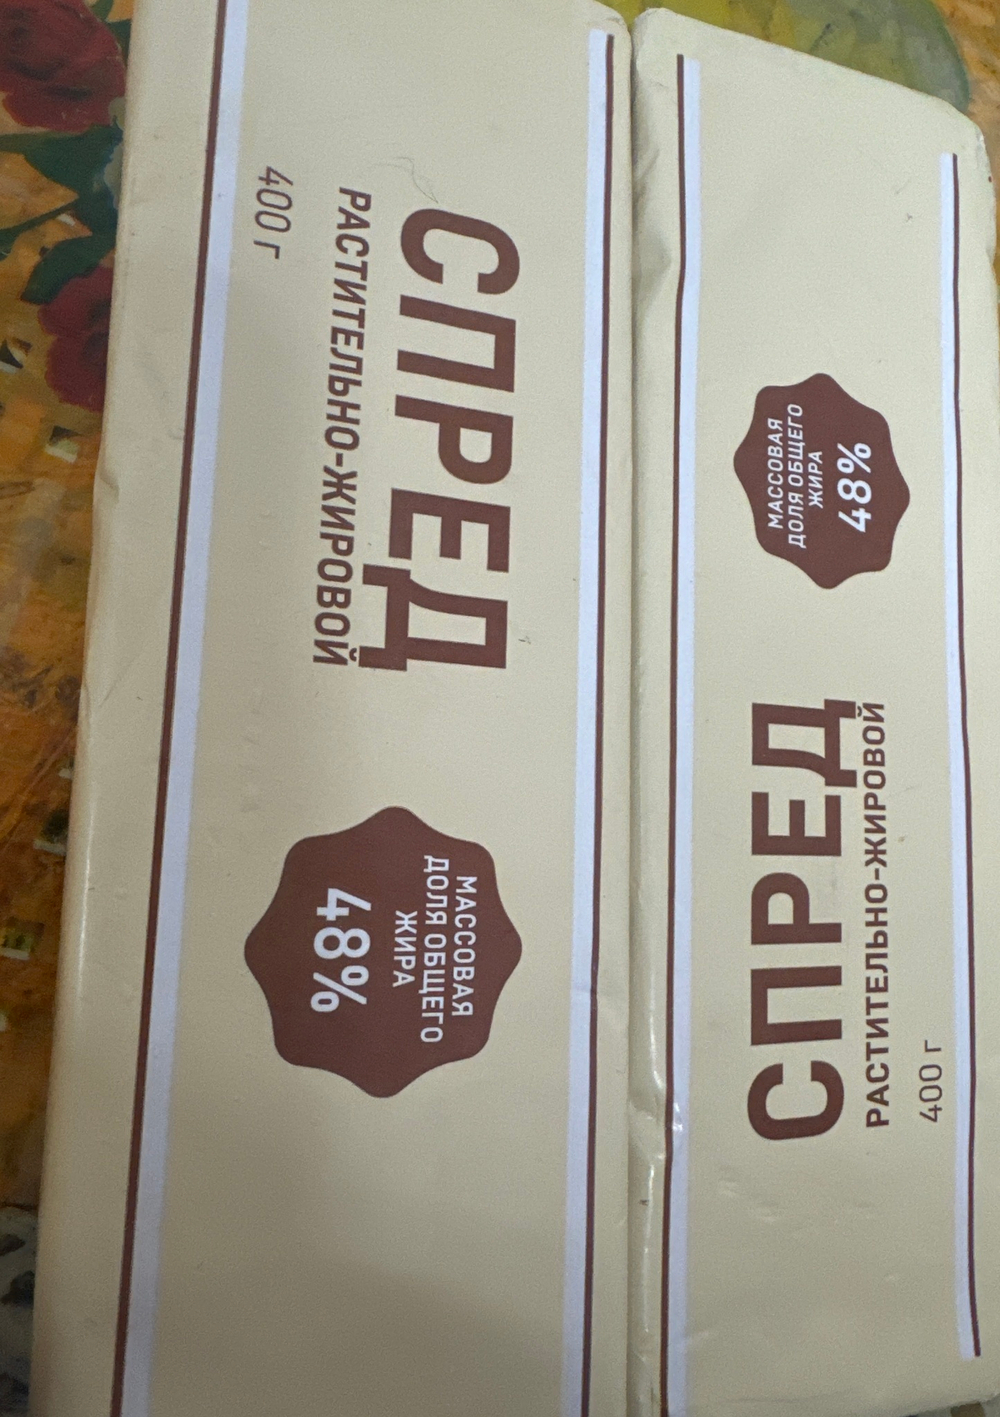 СПРЕД
РАСТИТЕЛЬНО-ЖИРОВОЙ
400 г
МАССОВАЯ
ДОЛЯ ОБЩЕГО
ЖИРА
48%
МАССОВАЯ
ДОЛЯ ОБЩЕГО
ЖИРА
48%
СПРЕД
РАСТИТЕЛЬНО-ЖИРОВОЙ
400 г